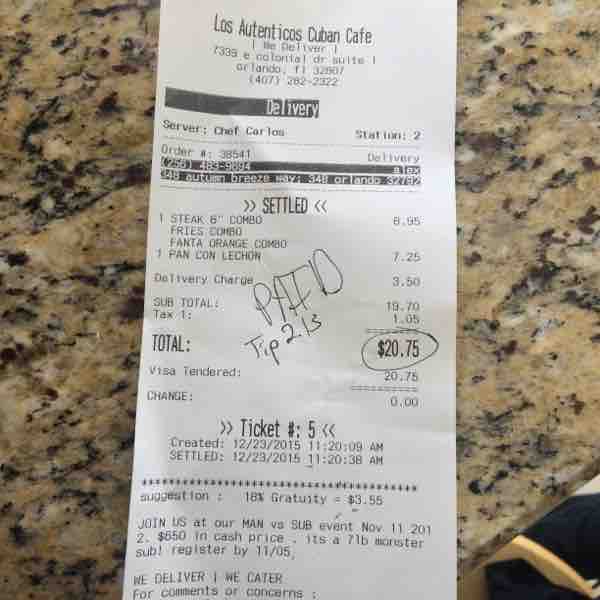 Los Autenticos Cuban Cafe
| We Deliver |
7339 e colonial dr suite 1
orlando, fl 32807
(407) 282-2322
Delivery
Server: Chef Carlos Station: 2
Order #: 38541 Delivery
(256) 483-9694 alex
348 autumn breeze way; 348 orlando 32792
>> SETTLED <<
1 STEAK 6" COMBO 8.95
FRIES COMBO
FANTA ORANGE COMBO
1 PAN CON LECHON 7.25
Delivery Charge 3.50
PAID
SUB TOTAL: 19.70
Tax 1: 1.05
Tip 2.13
TOTAL: $20.75
Visa Tendered: 20.75
CHANGE: 0.00
>> Ticket #: 5 <<
Created: 12/23/2015 11:20:09 AM
SETTLED: 12/23/2015 11:20:38 AM
suggestion : 18% Gratuity = $3.55
JOIN US at our MAN vs SUB event Nov 11 201
2. $650 in cash price . its a 7lb monster
sub! register by 11/05,
WE DELIVER | WE CATER
For comments or concerns :